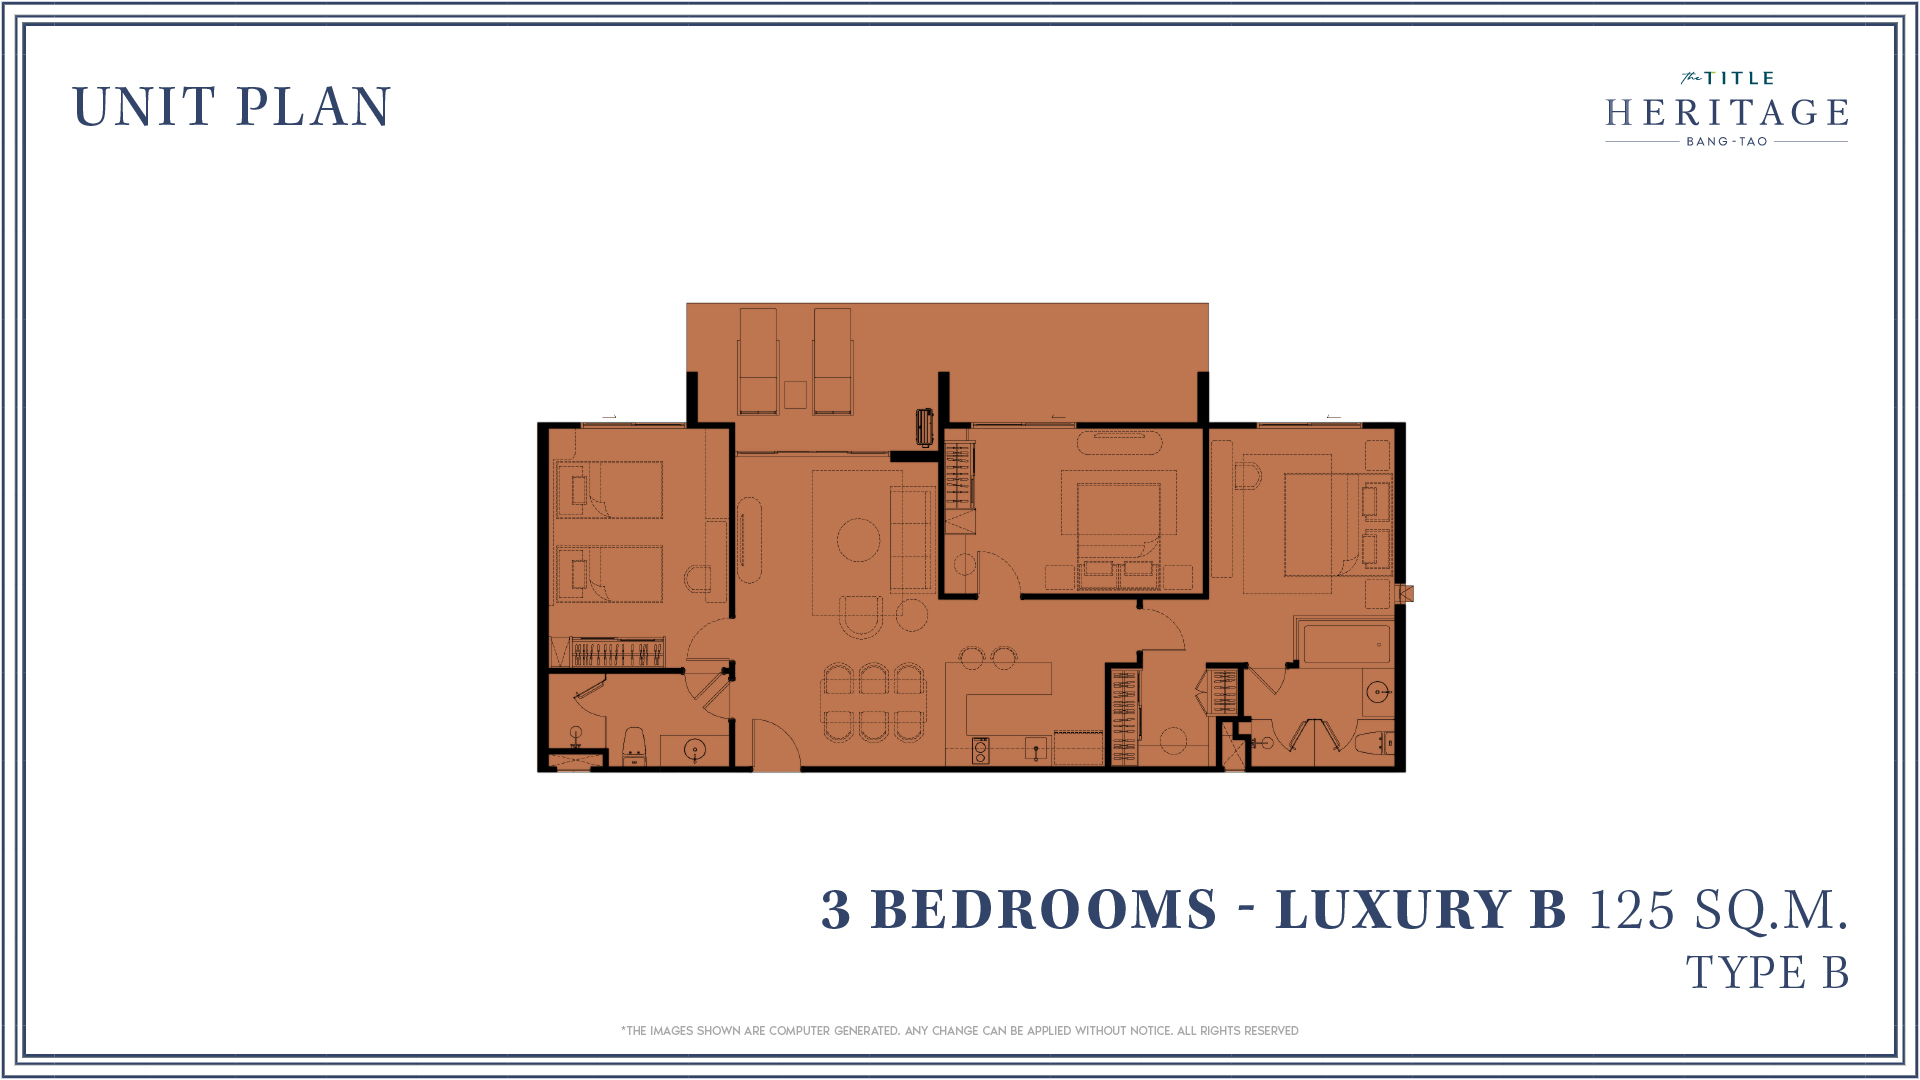 UNIT PLAN
the TITLE
HERITAGE
BANG-TAO
3 BEDROOMS - LUXURY B 125 SQ.M.
TYPE B
*THE IMAGES SHOWN ARE COMPUTER GENERATED. ANY CHANGE CAN BE APPLIED WITHOUT NOTICE. ALL RIGHTS RESERVED